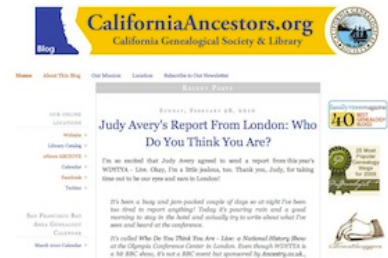 CaliforniaAncestors.org
California Genealogical Society & Library
Blog
Home About This Blog Our Mission Location Subscribe to Our Newsletter
Recent Posts
Sunday, February 28, 2010
Judy Avery's Report From London: Who
Do You Think You Are?
I'm so excited that Judy Avery agreed to send a report from this year's
WDYTYA – Live. Okay, I'm a little jealous, too. Thank you, Judy, for taking
time out to be our eyes and ears in London!
It's been a busy and jam-packed couple of days so at night I've been
too tired to report anything! Today it's pouring rain and a good
morning to stay in the hotel and actually try to write about what I've
seen and heard at the conference.
It's called Who Do You Think You Are – Live: a National History Show
at the Olympia Conference Center in London. Even though WDYTYA is
a hit BBC show, it's not a BBC event but sponsored by Ancestry.co.uk,
Our Online
Locations
Website
Library Catalog
eNews ARCHIVE
Calendar
Facebook
Twitter
San Francisco Bay
Area Genealogy
Calendar
March 2010 Calendar
familytreemagazine
40 BEST
GENEALOGY
BLOGS
25 Most
Popular
Genealogy
Blogs
for 2009